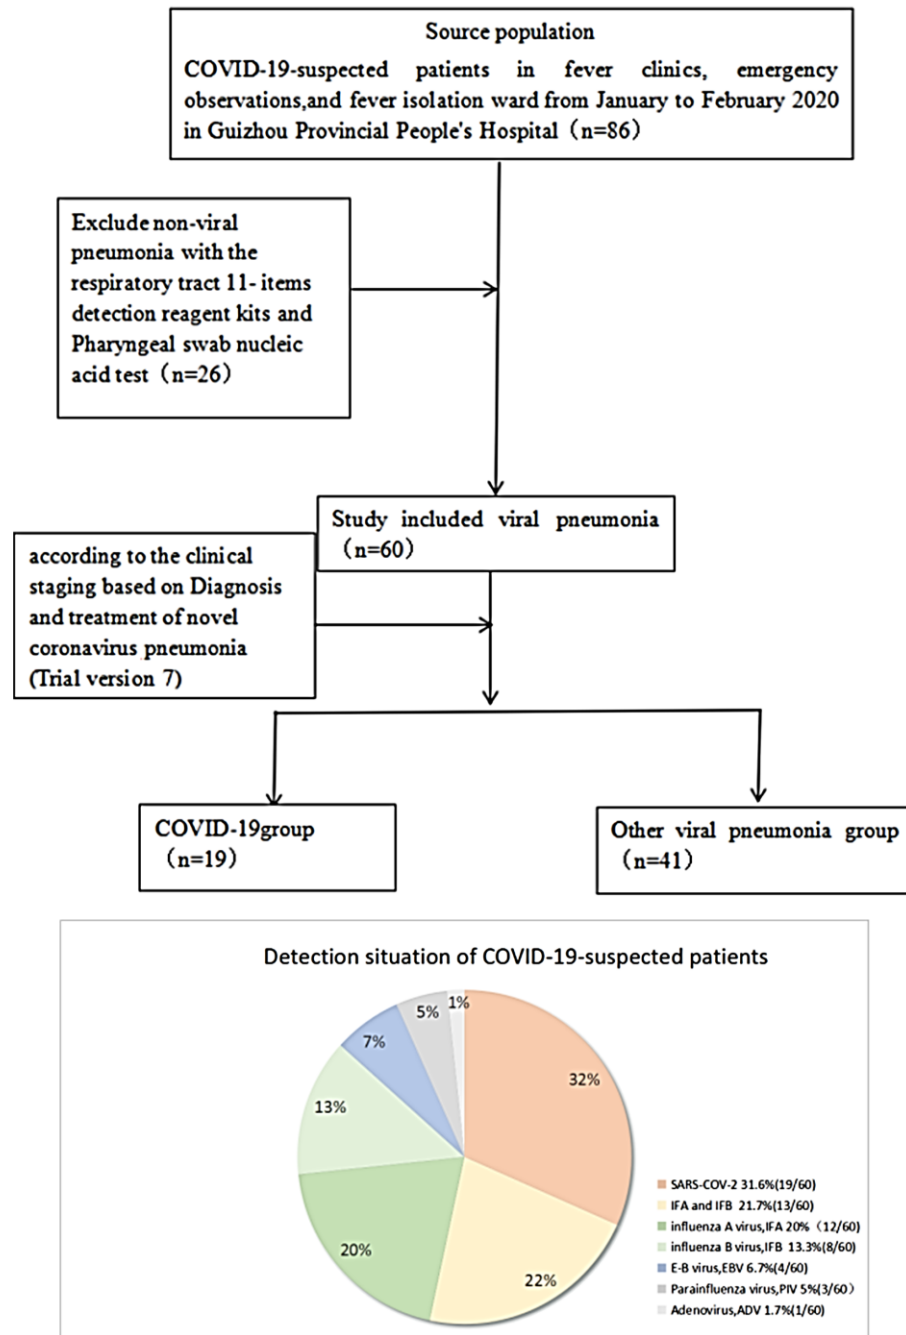 Source population
COVID-19-suspected patients in fever clinics, emergency
observations,and fever isolation ward from January to February 2020
in Guizhou Provincial People's Hospital（n=86）
Exclude non-viral
pneumonia with the
respiratory tract 11- items
detection reagent kits and
Pharyngeal swab nucleic
acid test（n=26）
Study included viral pneumonia
（n=60）
according to the clinical
staging based on Diagnosis
and treatment of novel
coronavirus pneumonia
(Trial version 7)
COVID-19group
（n=19）
Other viral pneumonia group
（n=41）
Detection situation of COVID-19-suspected patients
1%
5%
7%
32%
13%
20%
22%
SARS-COV-2 31.6%(19/60)
IFA and IFB 21.7%(13/60)
influenza A virus,IFA 20%（12/60)
influenza B virus,IFB 13.3%(8/60)
E-B virus,EBV 6.7%(4/60)
Parainfluenza virus,PIV 5%(3/60）
Adenovirus,ADV 1.7%(1/60)